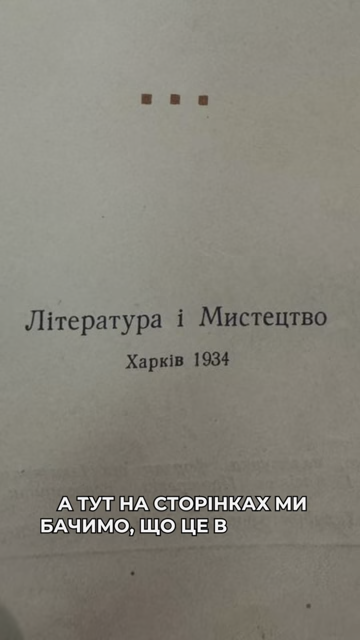 Література і Мистецтво
Харків 1934
А ТУТ НА СТОРІНКАХ МИ
БАЧИМО, ЩО ЦЕ В